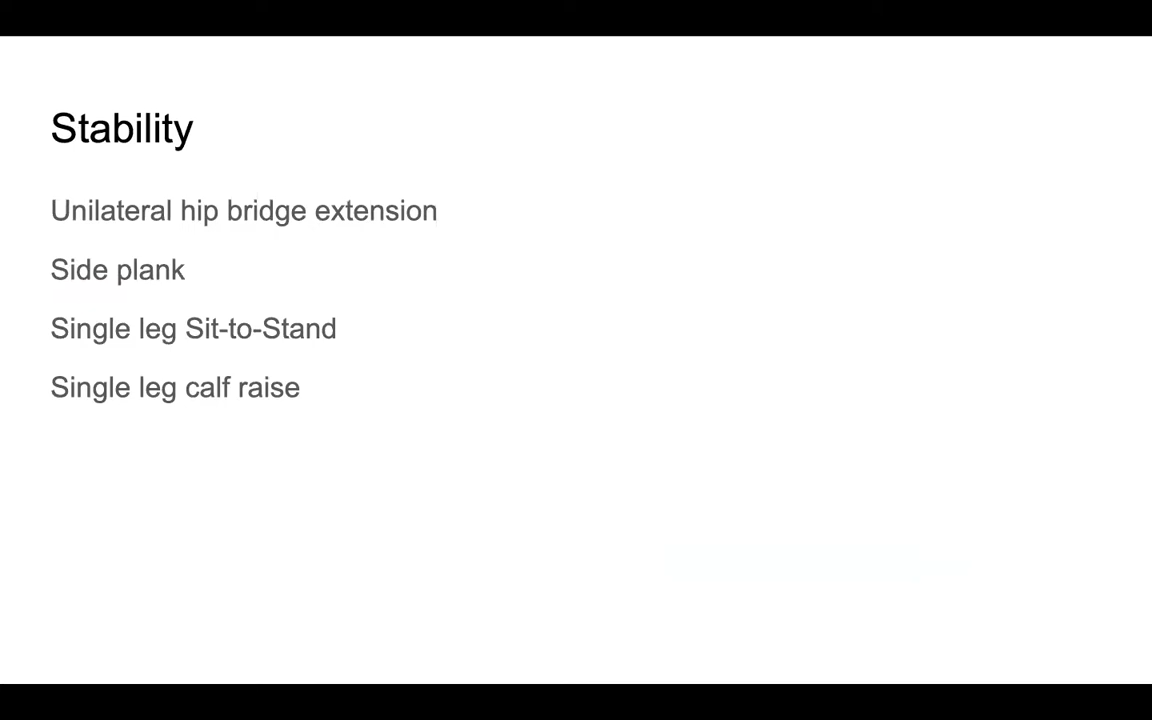 Stability
Unilateral hip bridge extension
Side plank
Single leg Sit-to-Stand
Single leg calf raise